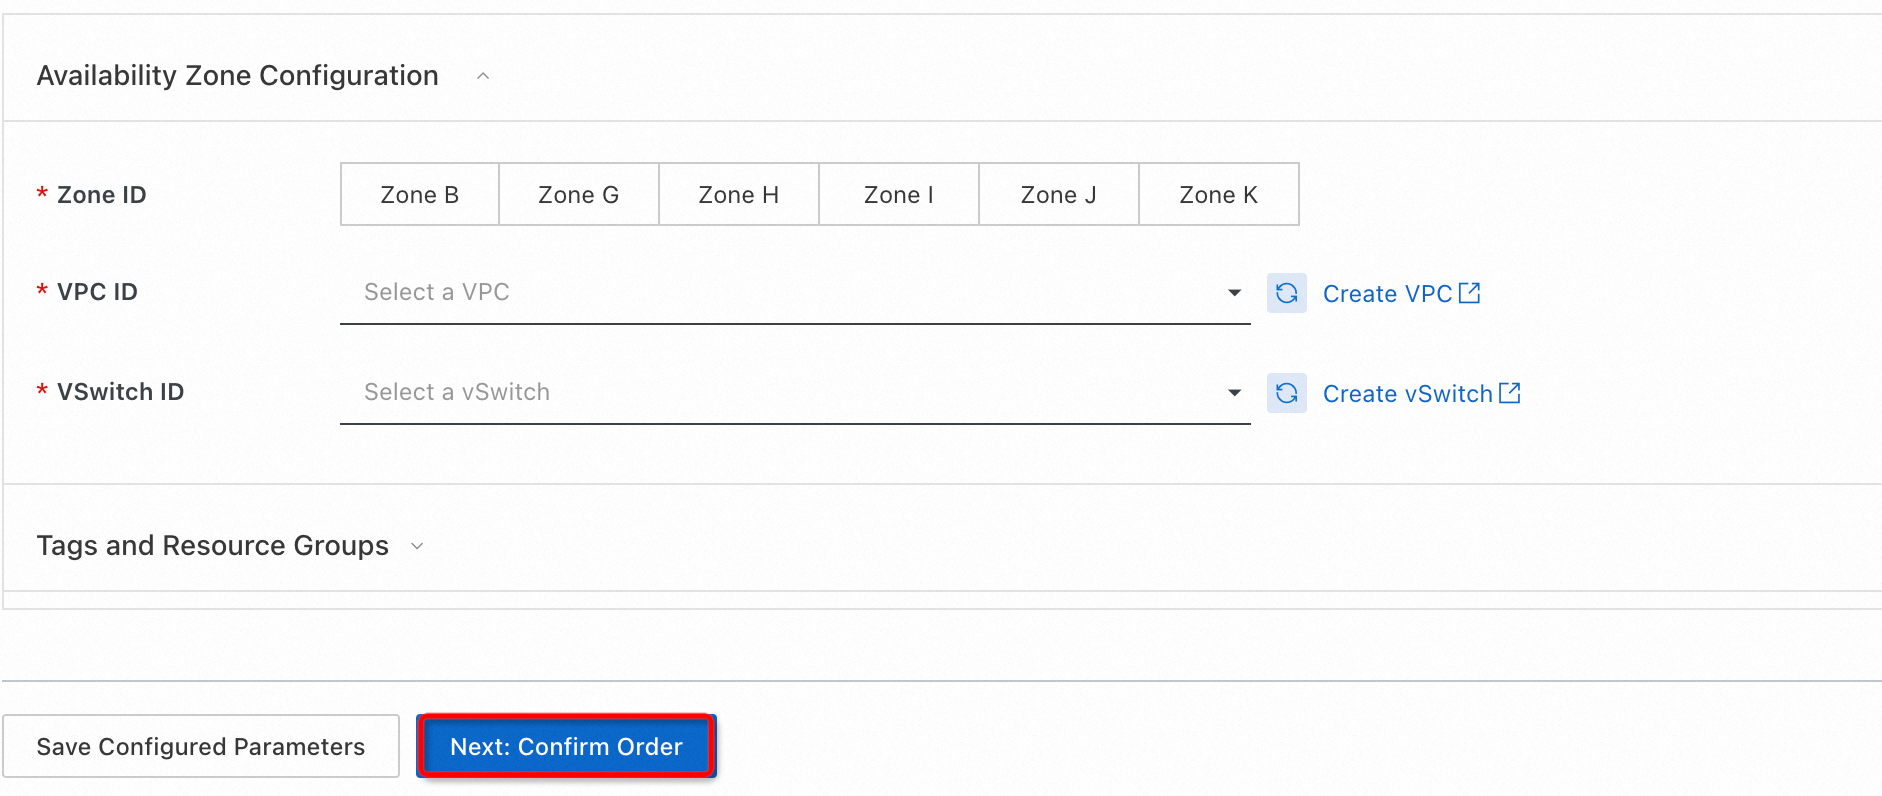 Availability Zone Configuration
* Zone ID
Zone B Zone G Zone H Zone I Zone J Zone K
* VPC ID
Select a VPC
Create VPC
* VSwitch ID
Select a vSwitch
Create vSwitch
Tags and Resource Groups
Save Configured Parameters
Next: Confirm Order